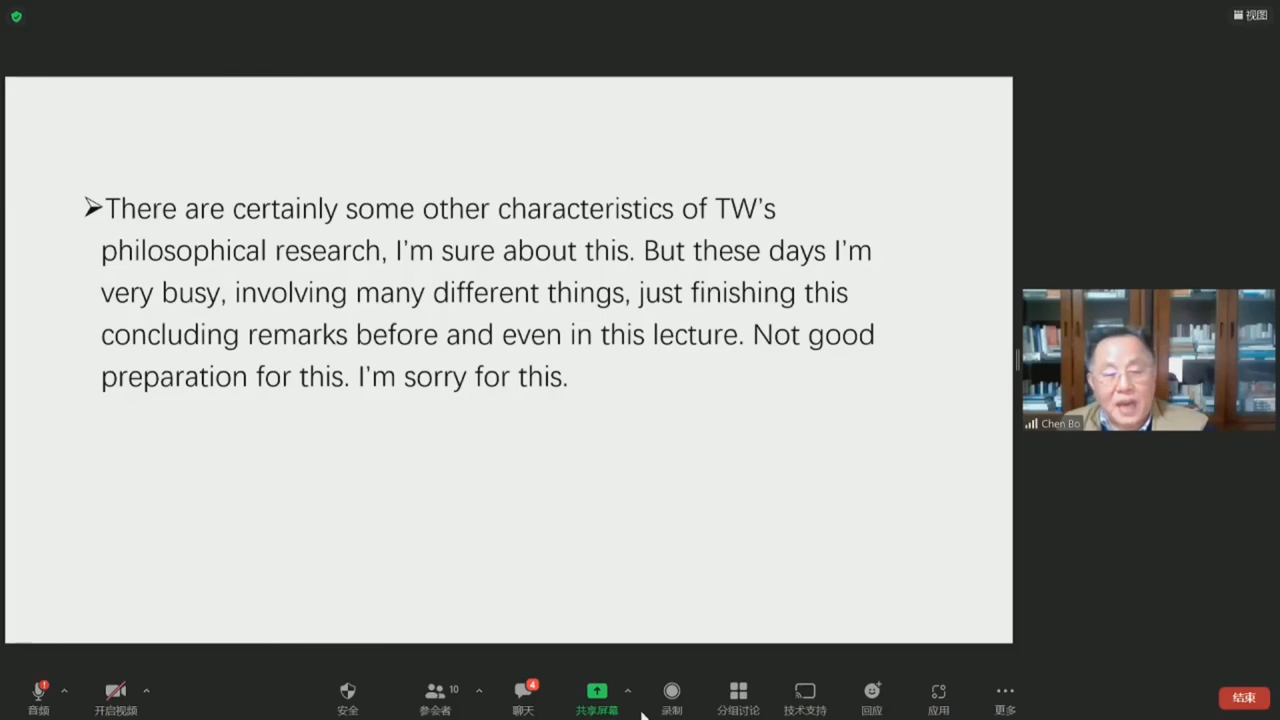 视图
➢There are certainly some other characteristics of TW’s
philosophical research, I’m sure about this. But these days I’m
very busy, involving many different things, just finishing this
concluding remarks before and even in this lecture. Not good
preparation for this. I’m sorry for this.
Chen Bo
10
4
音频
开启视频
安全
参会者
聊天
共享屏幕
录制
分组讨论
技术支持
回应
应用
更多
结束